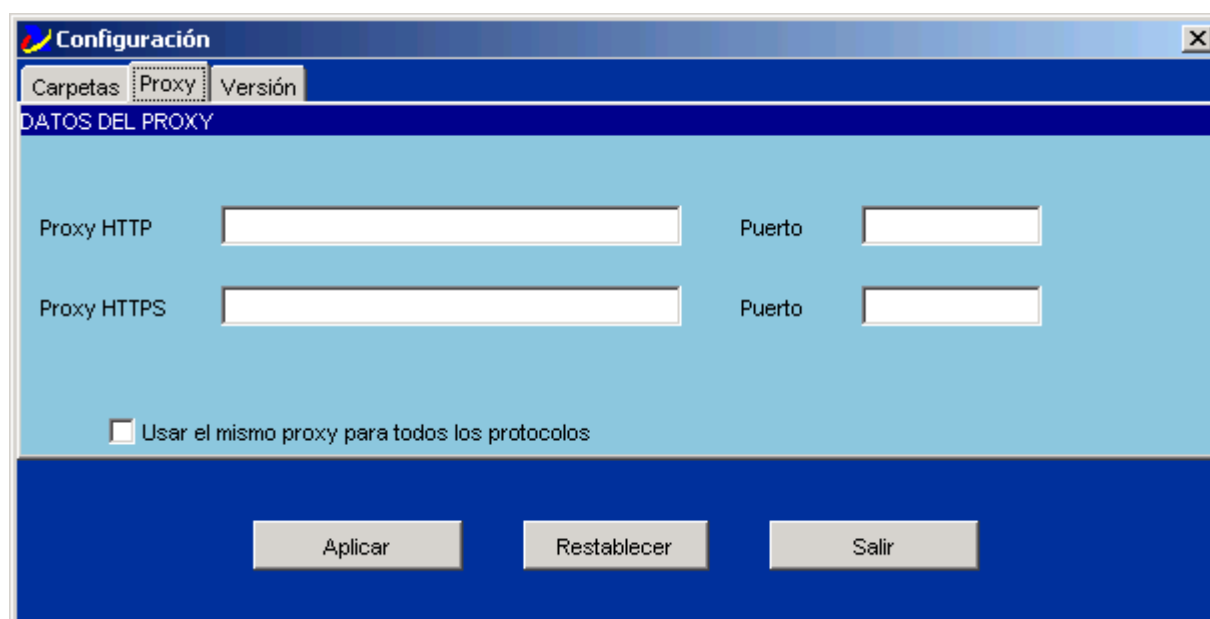 Configuración
Carpetas Proxy Versión
DATOS DEL PROXY
Proxy HTTP Puerto
Proxy HTTPS Puerto
Usar el mismo proxy para todos los protocolos
Aplicar Restablecer Salir